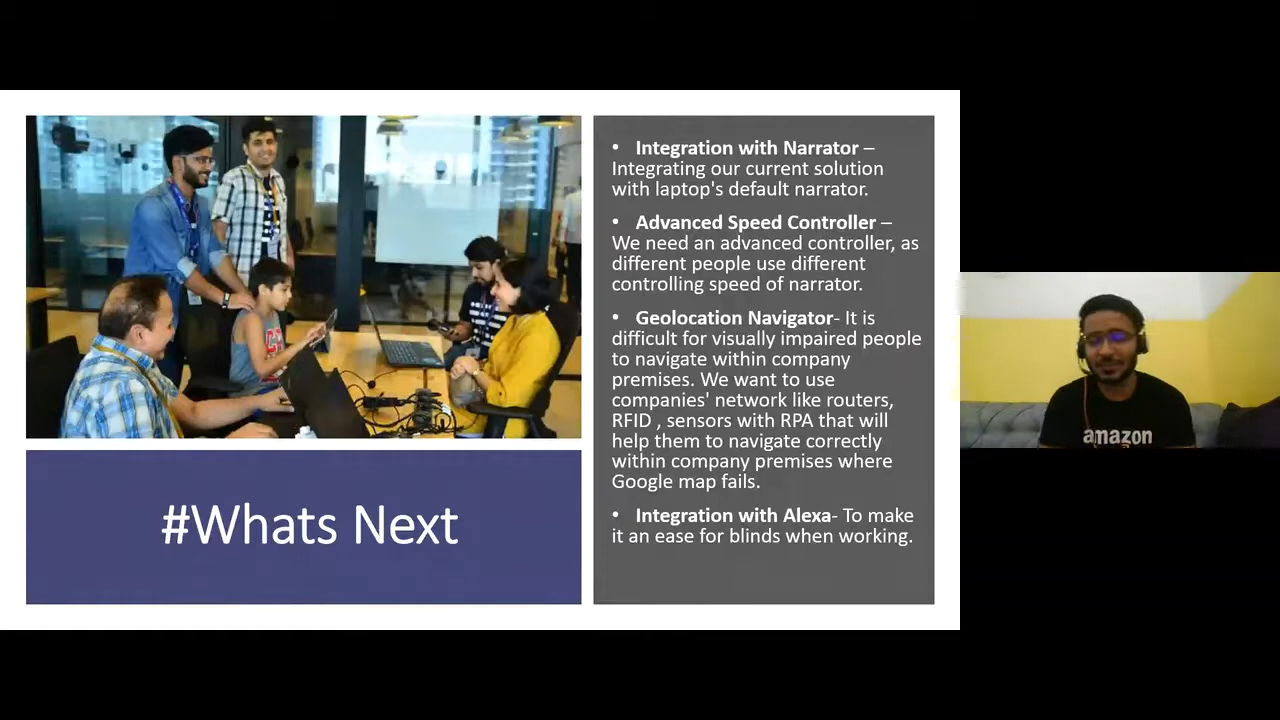 • Integration with Narrator –
Integrating our current solution
with laptop's default narrator.
• Advanced Speed Controller –
We need an advanced controller, as
different people use different
controlling speed of narrator.
• Geolocation Navigator- It is
difficult for visually impaired people
to navigate within company
premises. We want to use
companies' network like routers,
RFID , sensors with RPA that will
help them to navigate correctly
within company premises where
Google map fails.
• Integration with Alexa- To make
it an ease for blinds when working.
#Whats Next
amazon